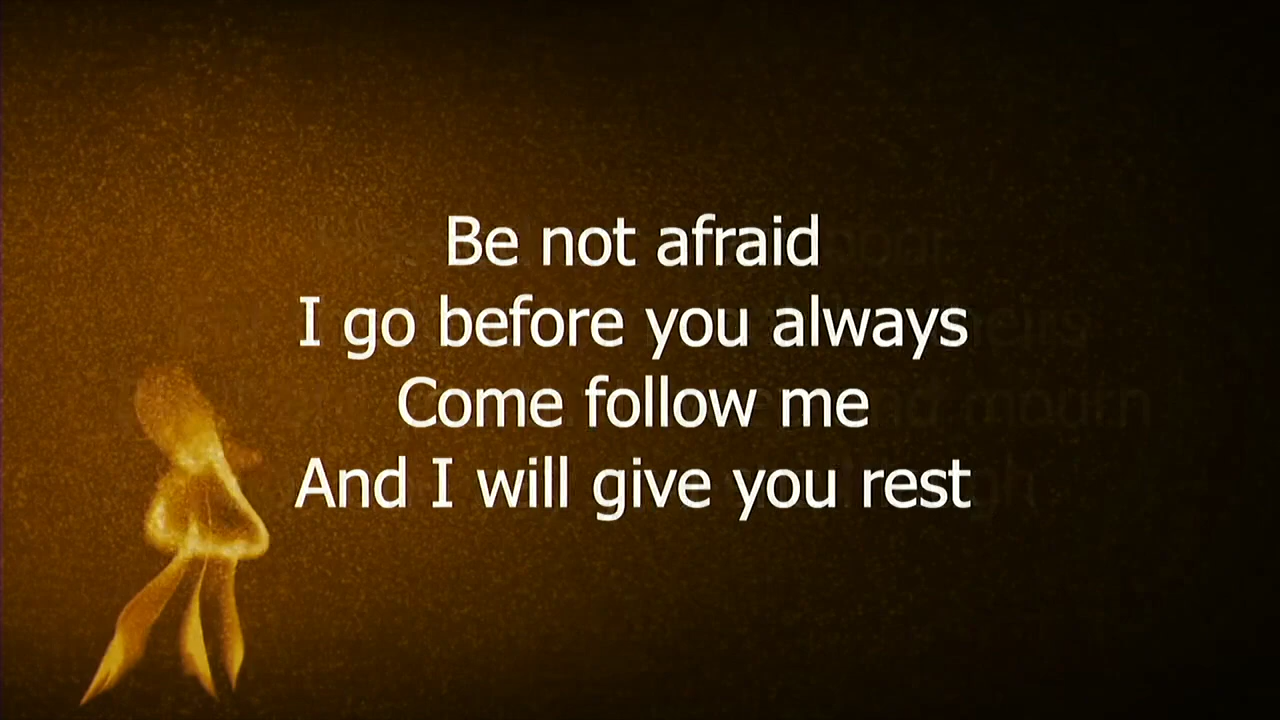 Be not afraid
I go before you always
Come follow me
And I will give you rest